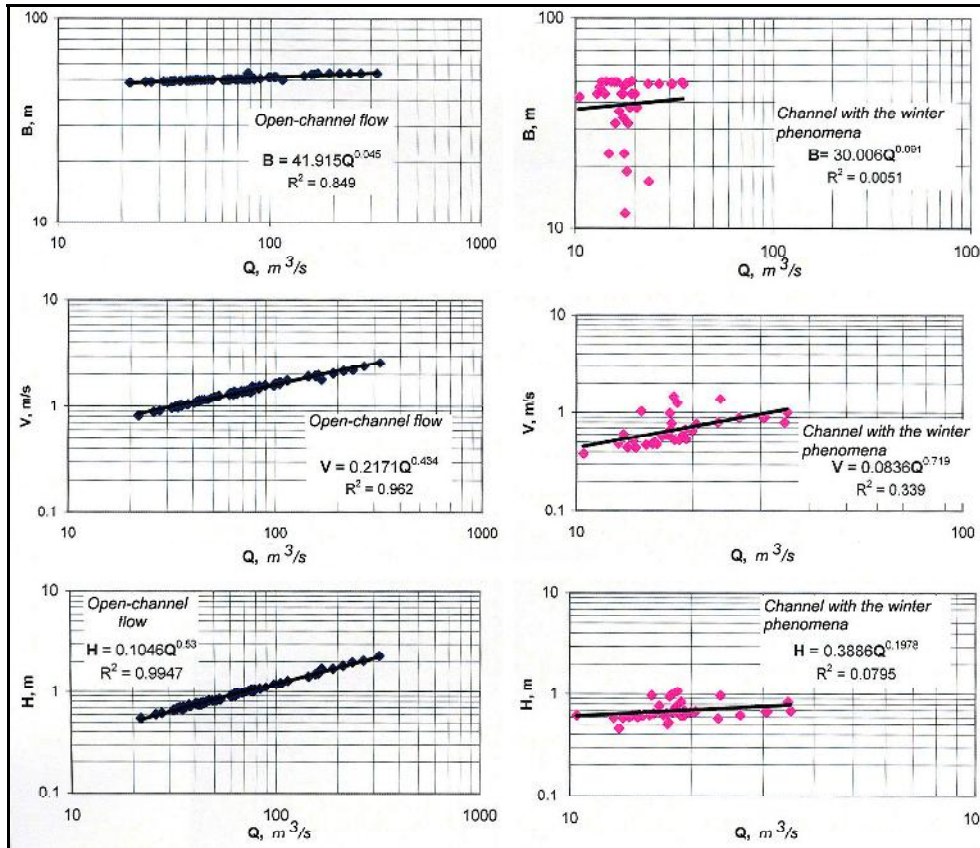 100
10
B, m
Open-channel flow
B = 41.915Q^0.045
R² = 0.849
10 100 1000
Q, m³/s
100
10
B, m
Channel with the winter
phenomena
B= 30.006Q^0.091
R² = 0.0051
10 100 100
Q, m³/s
10
1
0.1
V, m/s
Open-channel flow
V = 0.2171Q^0.434
R² = 0.962
10 100 1000
Q, m³/s
10
1
0.1
V, m/s
Channel with the winter
phenomena
V = 0.0836Q^0.719
R² = 0.339
10 100
Q, m³/s
10
1
0.1
H, m
Open-channel
flow
H = 0.1046Q^0.53
R² = 0.9947
10 100 1000
Q, m³/s
10
1
0.1
H, m
Channel with the winter
phenomena
H = 0.3886Q^0.1978
R² = 0.0795
10 10
Q, m³/s